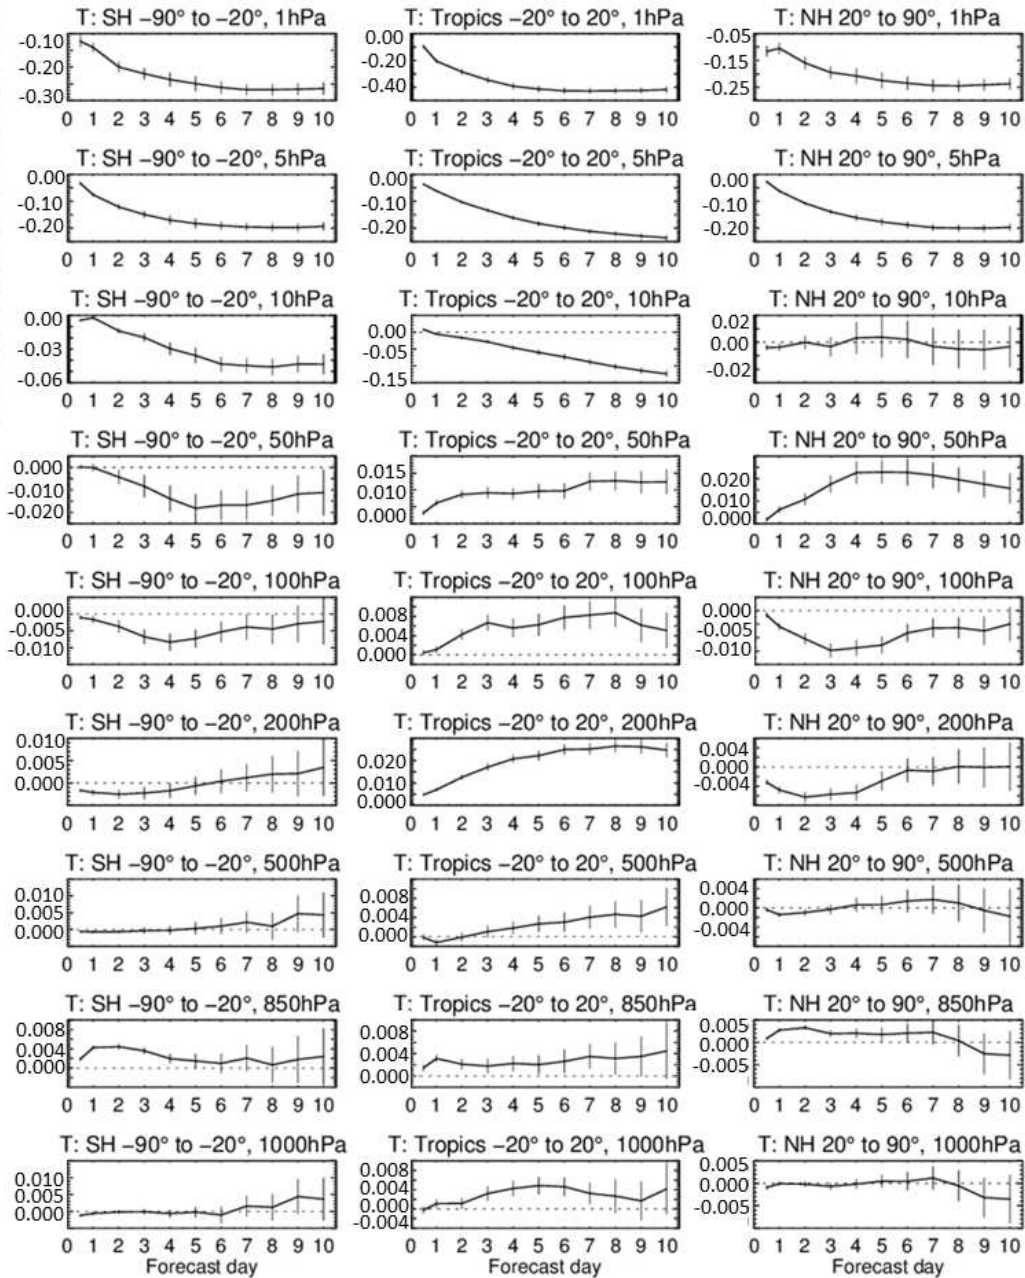 T: SH −90° to −20°, 1hPa T: Tropics −20° to 20°, 1hPa T: NH 20° to 90°, 1hPa
-0.10 0.00 -0.05
-0.20 -0.20 -0.15
-0.30 -0.40 -0.25
0 1 2 3 4 5 6 7 8 9 10 0 1 2 3 4 5 6 7 8 9 10 0 1 2 3 4 5 6 7 8 9 10
T: SH −90° to −20°, 5hPa T: Tropics −20° to 20°, 5hPa T: NH 20° to 90°, 5hPa
0.00 0.00 0.00
-0.20 -0.20 -0.20
0 1 2 3 4 5 6 7 8 9 10 0 1 2 3 4 5 6 7 8 9 10 0 1 2 3 4 5 6 7 8 9 10
T: SH −90° to −20°, 10hPa T: Tropics −20° to 20°, 10hPa T: NH 20° to 90°, 10hPa
0.00 0.00 0.02
-0.03 -0.05 0.00
-0.06 -0.15 -0.02
0 1 2 3 4 5 6 7 8 9 10 0 1 2 3 4 5 6 7 8 9 10 0 1 2 3 4 5 6 7 8 9 10
T: SH −90° to −20°, 50hPa T: Tropics −20° to 20°, 50hPa T: NH 20° to 90°, 50hPa
0.000 0.015 0.020
-0.010 0.010 0.010
-0.020 0.000 0.000
0 1 2 3 4 5 6 7 8 9 10 0 1 2 3 4 5 6 7 8 9 10 0 1 2 3 4 5 6 7 8 9 10
T: SH −90° to −20°, 100hPa T: Tropics −20° to 20°, 100hPa T: NH 20° to 90°, 100hPa
0.000 0.008 0.000
-0.005 0.004 -0.005
-0.010 0.000 -0.010
0 1 2 3 4 5 6 7 8 9 10 0 1 2 3 4 5 6 7 8 9 10 0 1 2 3 4 5 6 7 8 9 10
T: SH −90° to −20°, 200hPa T: Tropics −20° to 20°, 200hPa T: NH 20° to 90°, 200hPa
0.010 0.020 0.004
0.000 0.010 0.000
0.000 -0.004
0 1 2 3 4 5 6 7 8 9 10 0 1 2 3 4 5 6 7 8 9 10 0 1 2 3 4 5 6 7 8 9 10
T: SH −90° to −20°, 500hPa T: Tropics −20° to 20°, 500hPa T: NH 20° to 90°, 500hPa
0.010 0.008 0.004
0.005 0.004 0.000
0.000 0.000 -0.004
0 1 2 3 4 5 6 7 8 9 10 0 1 2 3 4 5 6 7 8 9 10 0 1 2 3 4 5 6 7 8 9 10
T: SH −90° to −20°, 850hPa T: Tropics −20° to 20°, 850hPa T: NH 20° to 90°, 850hPa
0.008 0.008 0.005
0.004 0.004 0.000
0.000 0.000 -0.005
0 1 2 3 4 5 6 7 8 9 10 0 1 2 3 4 5 6 7 8 9 10 0 1 2 3 4 5 6 7 8 9 10
T: SH −90° to −20°, 1000hPa T: Tropics −20° to 20°, 1000hPa T: NH 20° to 90°, 1000hPa
0.010 0.008 0.005
0.005 0.004 0.000
0.000 0.000 -0.005
-0.004
0 1 2 3 4 5 6 7 8 9 10 0 1 2 3 4 5 6 7 8 9 10 0 1 2 3 4 5 6 7 8 9 10
Forecast day Forecast day Forecast day